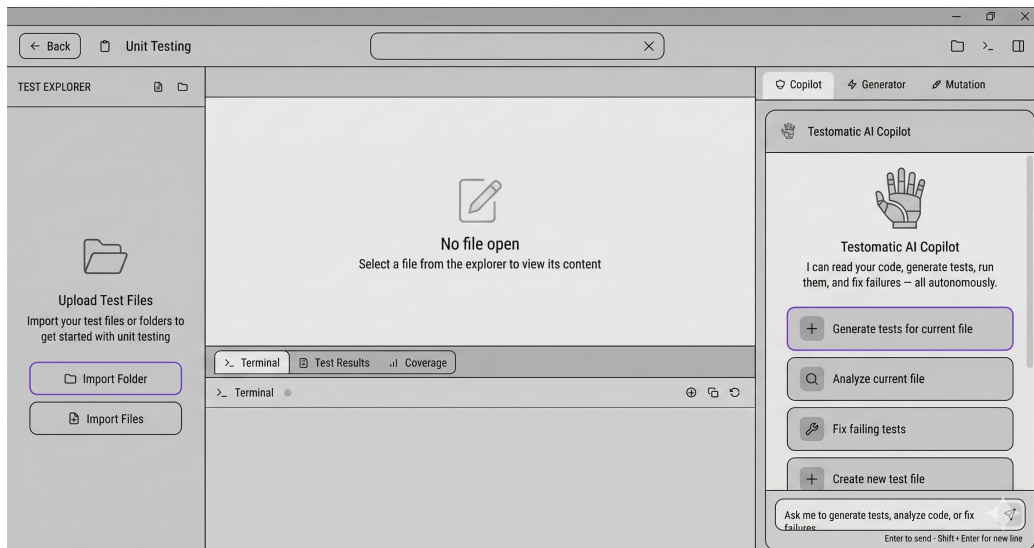 Back
Unit Testing
TEST EXPLORER
Upload Test Files
Import your test files or folders to
get started with unit testing
Import Folder
Import Files
No file open
Select a file from the explorer to view its content
Terminal
Test Results
Coverage
Terminal
Copilot
Generator
Mutation
Testomatic AI Copilot
Testomatic AI Copilot
I can read your code, generate tests, run
them, and fix failures — all autonomously.
Generate tests for current file
Analyze current file
Fix failing tests
Create new test file
Ask me to generate tests, analyze code, or fix
failures
Enter to send - Shift + Enter for new line